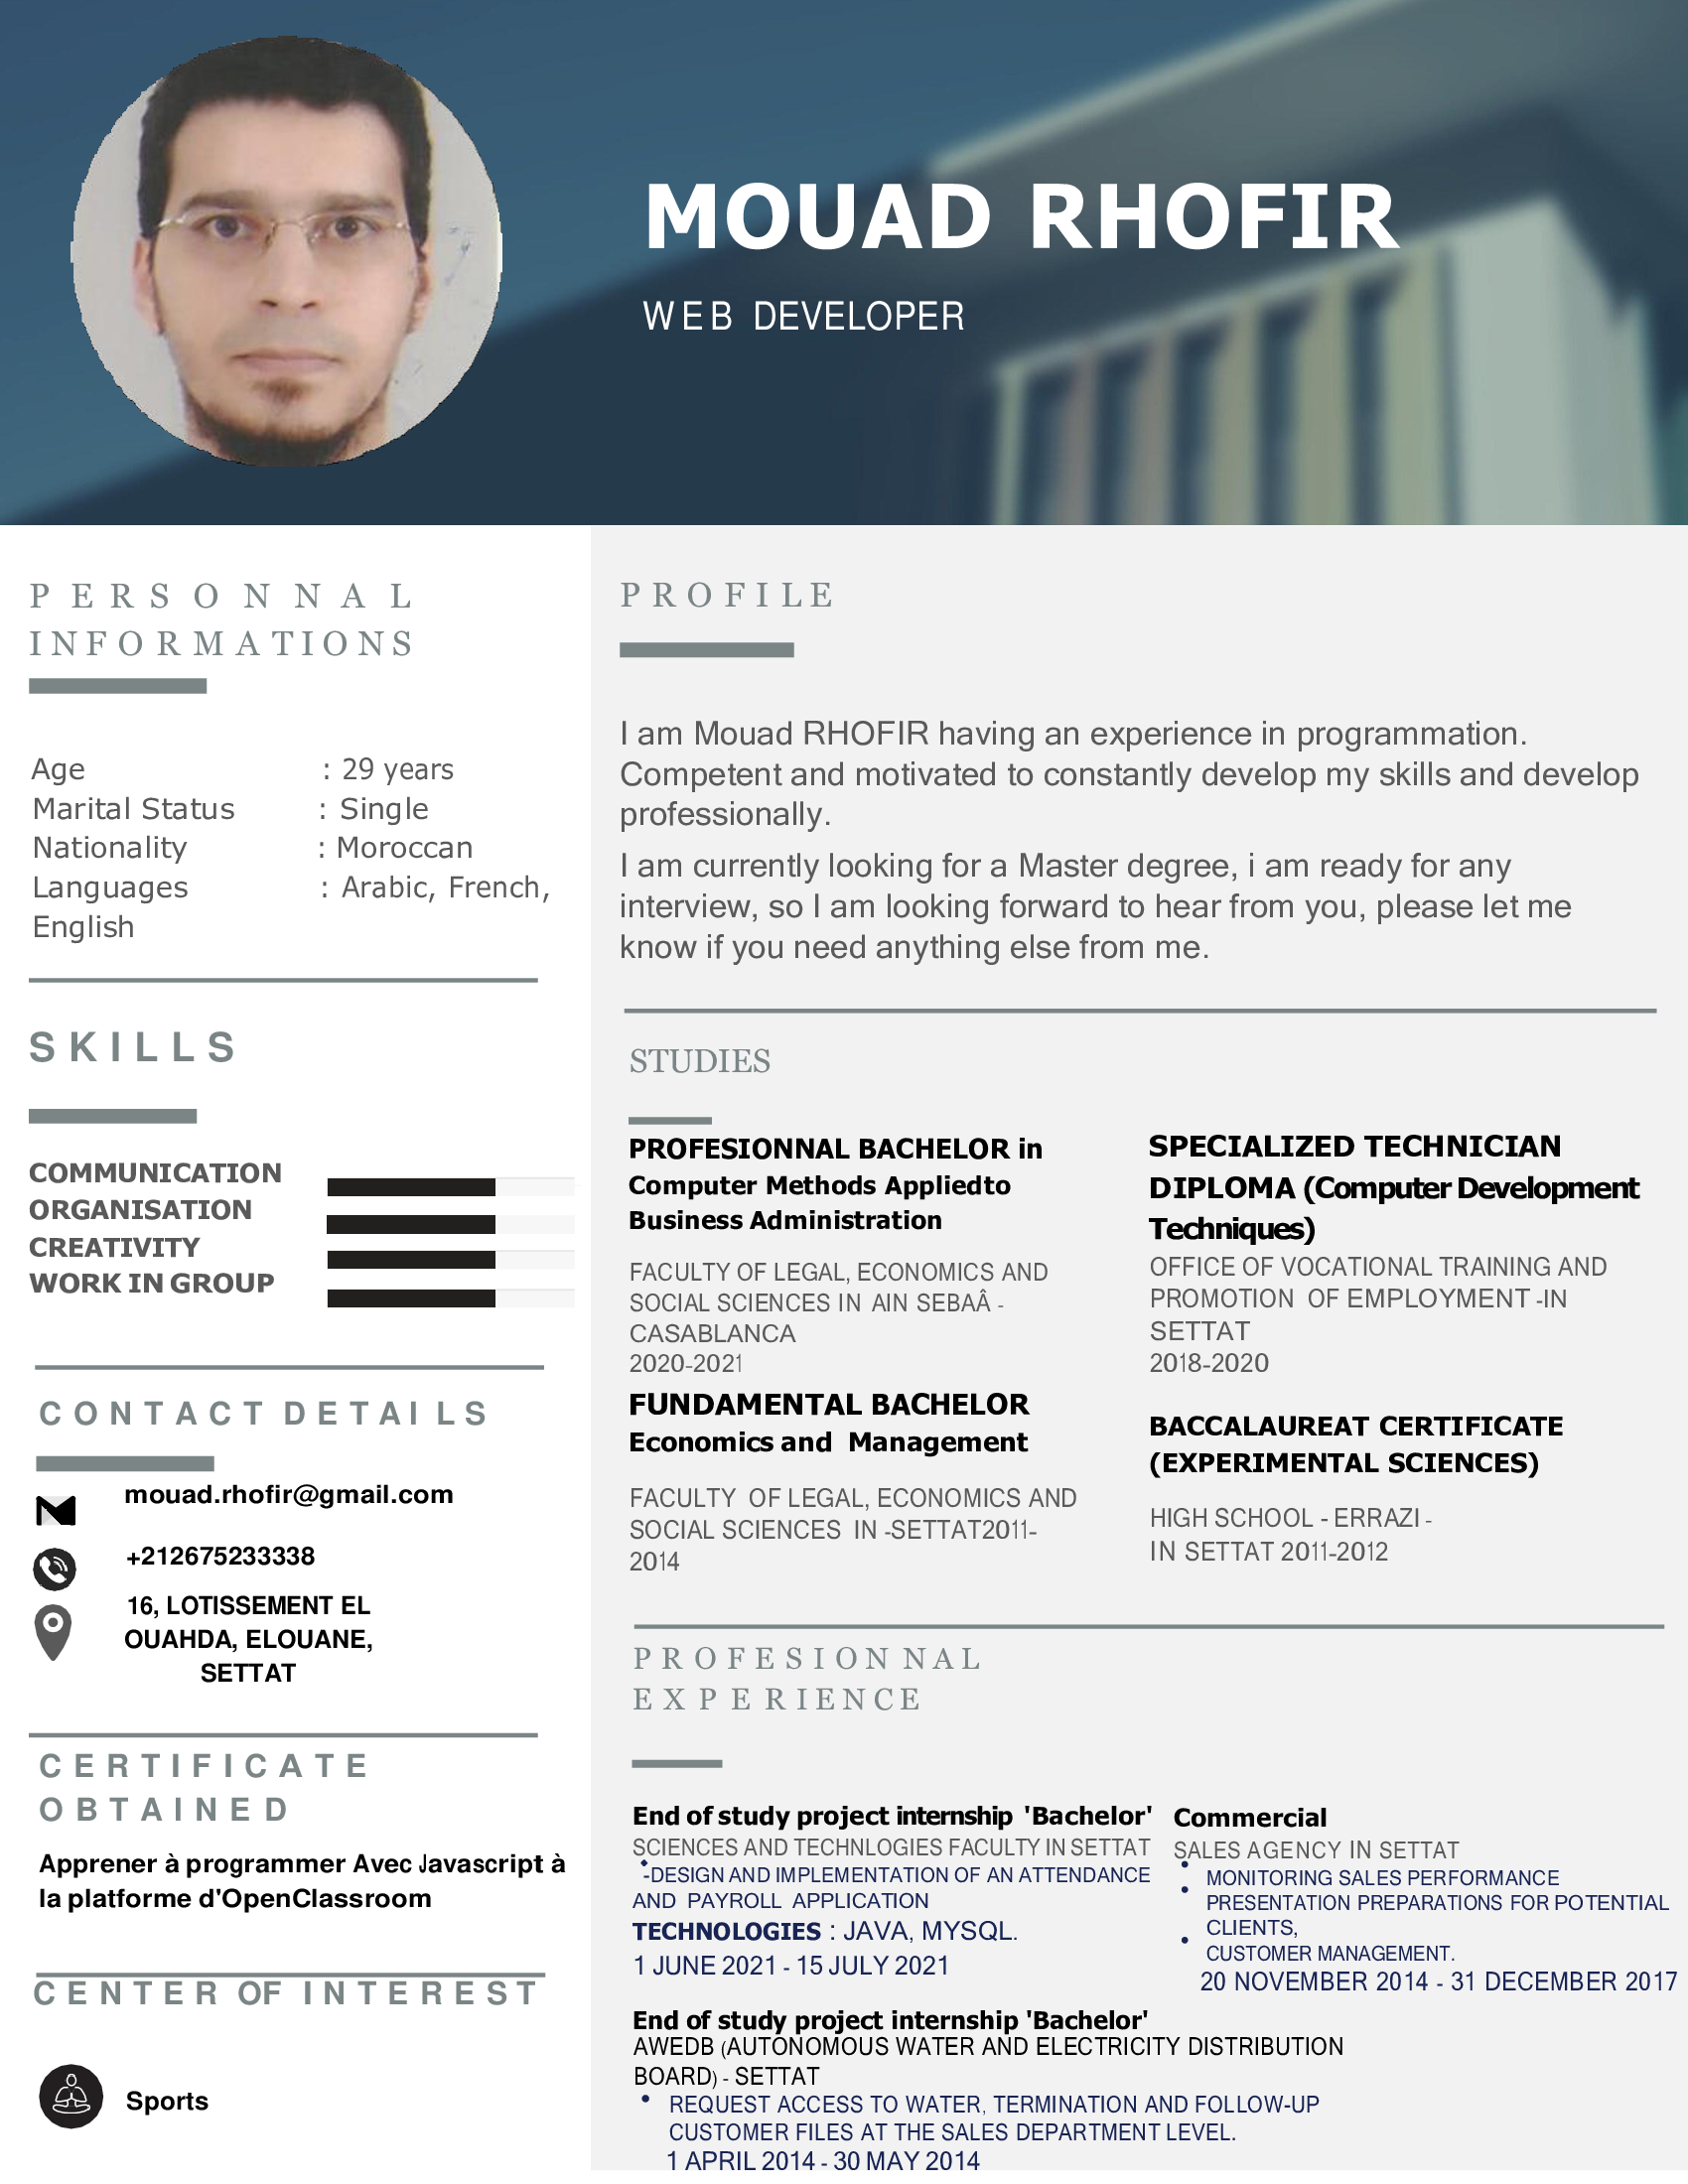 MOUAD RHOFIR
WEB DEVELOPER
PERSONNAL
INFORMATIONS
Age : 29 years
Marital Status : Single
Nationality : Moroccan
Languages : Arabic, French,
English
SKILLS
COMMUNICATION
ORGANISATION
CREATIVITY
WORK IN GROUP
CONTACT DETAILS
mouad.rhofir@gmail.com
+212675233338
16, LOTISSEMENT EL
OUAHDA, ELOUANE,
SETTAT
CERTIFICATE
OBTAINED
Apprener à programmer Avec Javascript à
la platforme d'OpenClassroom
CENTER OF INTEREST
Sports
PROFILE
I am Mouad RHOFIR having an experience in programmation.
Competent and motivated to constantly develop my skills and develop
professionally.
I am currently looking for a Master degree, i am ready for any
interview, so I am looking forward to hear from you, please let me
know if you need anything else from me.
STUDIES
PROFESIONNAL BACHELOR in
Computer Methods Appliedto
Business Administration
FACULTY OF LEGAL, ECONOMICS AND
SOCIAL SCIENCES IN AIN SEBAÂ -
CASABLANCA
2020-2021
FUNDAMENTAL BACHELOR
Economics and Management
FACULTY OF LEGAL, ECONOMICS AND
SOCIAL SCIENCES IN -SETTAT2011-
2014
SPECIALIZED TECHNICIAN
DIPLOMA (Computer Development
Techniques)
OFFICE OF VOCATIONAL TRAINING AND
PROMOTION OF EMPLOYMENT -IN
SETTAT
2018-2020
BACCALAUREAT CERTIFICATE
(EXPERIMENTAL SCIENCES)
HIGH SCHOOL - ERRAZI -
IN SETTAT 2011-2012
PROFESIONNAL
EXPERIENCE
End of study project internship 'Bachelor'
SCIENCES AND TECHNLOGIES FACULTY IN SETTAT
• -DESIGN AND IMPLEMENTATION OF AN ATTENDANCE
AND PAYROLL APPLICATION
TECHNOLOGIES : JAVA, MYSQL.
1 JUNE 2021 - 15 JULY 2021
Commercial
SALES AGENCY IN SETTAT
• MONITORING SALES PERFORMANCE
• PRESENTATION PREPARATIONS FOR POTENTIAL
CLIENTS,
• CUSTOMER MANAGEMENT.
20 NOVEMBER 2014 - 31 DECEMBER 2017
End of study project internship 'Bachelor'
AWEDB (AUTONOMOUS WATER AND ELECTRICITY DISTRIBUTION
BOARD) - SETTAT
• REQUEST ACCESS TO WATER, TERMINATION AND FOLLOW-UP
CUSTOMER FILES AT THE SALES DEPARTMENT LEVEL.
1 APRIL 2014 - 30 MAY 2014